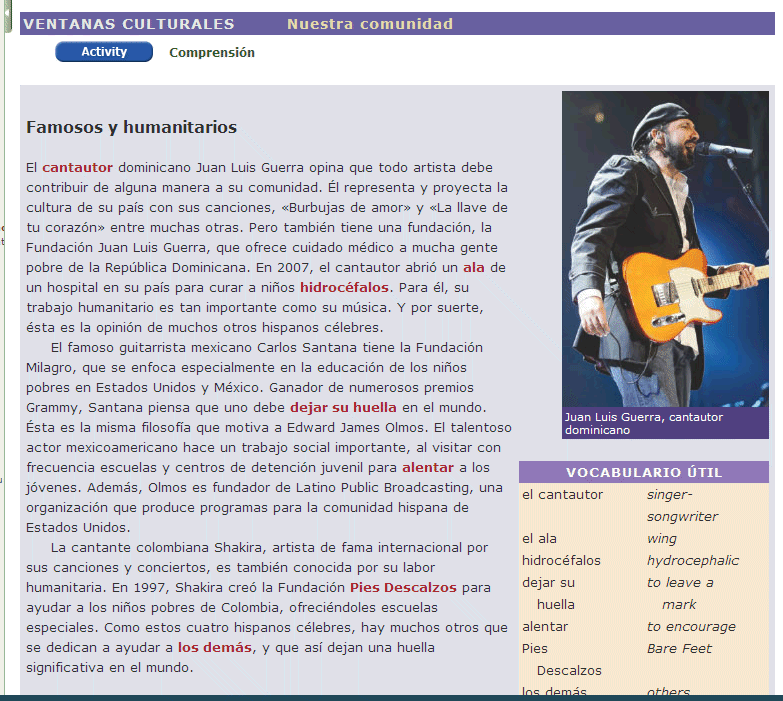 VENTANAS CULTURALES Nuestra comunidad
Activity Comprensión
Famosos y humanitarios
El cantautor dominicano Juan Luis Guerra opina que todo artista debe
contribuir de alguna manera a su comunidad. Él representa y proyecta la
cultura de su país con sus canciones, «Burbujas de amor» y «La llave de
tu corazón» entre muchas otras. Pero también tiene una fundación, la
Fundación Juan Luis Guerra, que ofrece cuidado médico a mucha gente
pobre de la República Dominicana. En 2007, el cantautor abrió un ala de
un hospital en su país para curar a niños hidrocéfalos. Para él, su
trabajo humanitario es tan importante como su música. Y por suerte,
ésta es la opinión de muchos otros hispanos célebres.
El famoso guitarrista mexicano Carlos Santana tiene la Fundación
Milagro, que se enfoca especialmente en la educación de los niños
pobres en Estados Unidos y México. Ganador de numerosos premios
Grammy, Santana piensa que uno debe dejar su huella en el mundo.
Ésta es la misma filosofía que motiva a Edward James Olmos. El talentoso
actor mexicoamericano hace un trabajo social importante, al visitar con
frecuencia escuelas y centros de detención juvenil para alentar a los
jóvenes. Además, Olmos es fundador de Latino Public Broadcasting, una
organización que produce programas para la comunidad hispana de
Estados Unidos.
La cantante colombiana Shakira, artista de fama internacional por
sus canciones y conciertos, es también conocida por su labor
humanitaria. En 1997, Shakira creó la Fundación Pies Descalzos para
ayudar a los niños pobres de Colombia, ofreciéndoles escuelas
especiales. Como estos cuatro hispanos célebres, hay muchos otros que
se dedican a ayudar a los demás, y que así dejan una huella
significativa en el mundo.
Juan Luis Guerra, cantautor
dominicano
VOCABULARIO ÚTIL
el cantautor singer-
songwriter
el ala wing
hidrocéfalos hydrocephalic
dejar su to leave a
huella mark
alentar to encourage
Pies Bare Feet
Descalzos
los demás others